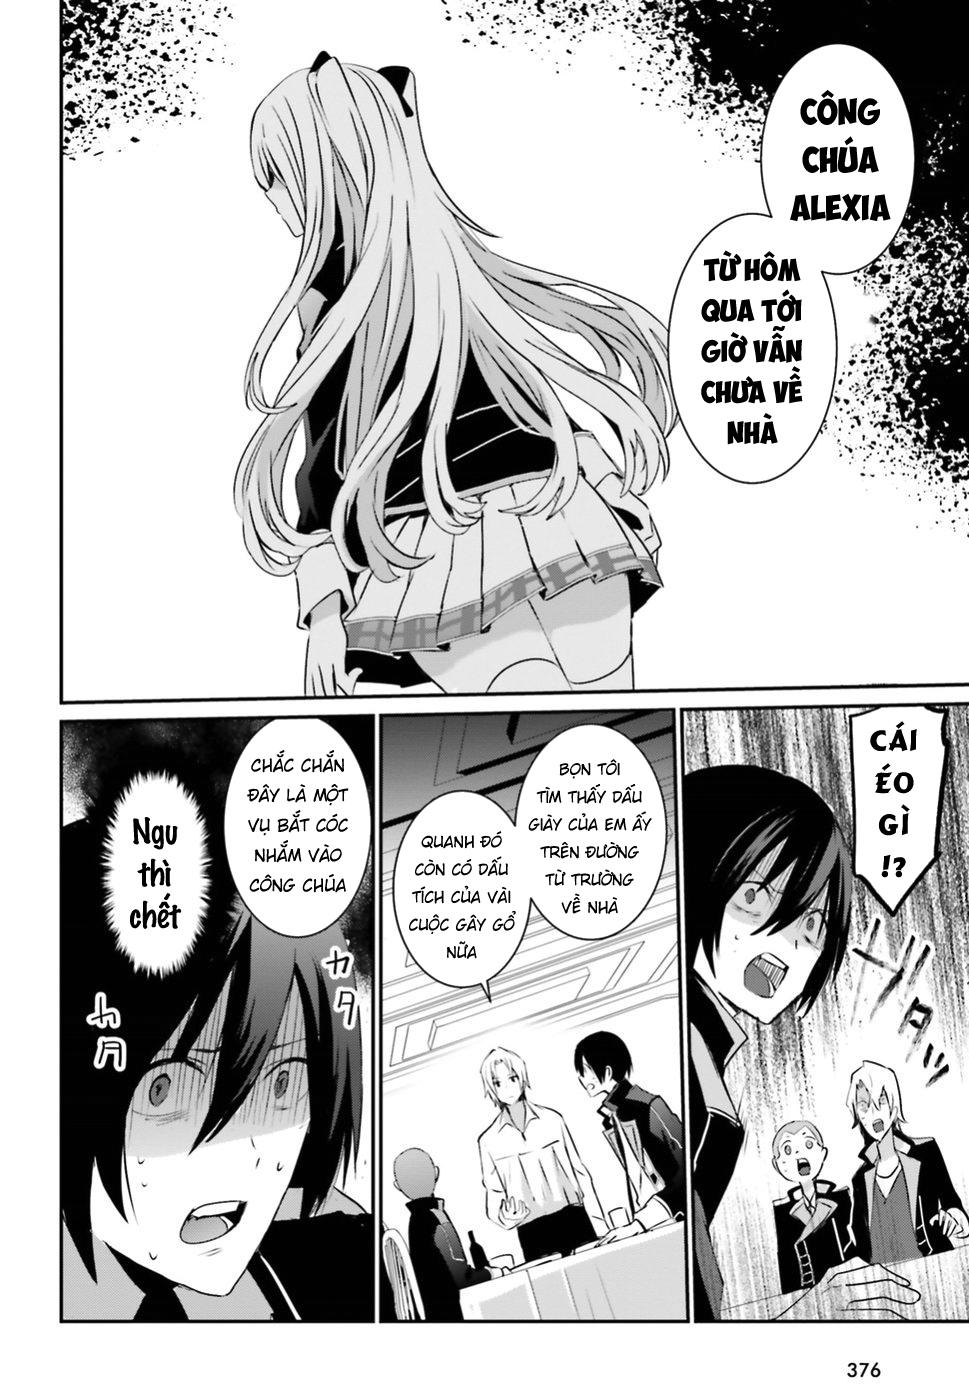 CÔNG
CHÚA
ALEXIA
TỪ HÔM
QUA TỚI
GIỜ VẪN
CHƯA VỀ
NHÀ
CÁI
ÉO
GÌ
!?
BỌN TÔI
TÌM THẤY DẤU
GIÀY CỦA EM ẤY
TRÊN ĐƯỜNG
TỪ TRƯỜNG
VỀ NHÀ
QUANH ĐÓ
CÒN CÓ DẤU
TÍCH CỦA VÀI
CUỘC GÂY GỔ
NỮA
CHẮC CHẮN
ĐÂY LÀ MỘT
VỤ BẮT CÓC
NHẮM VÀO
CÔNG CHÚA
Ngu
thì
chết
カタ
カタ
376